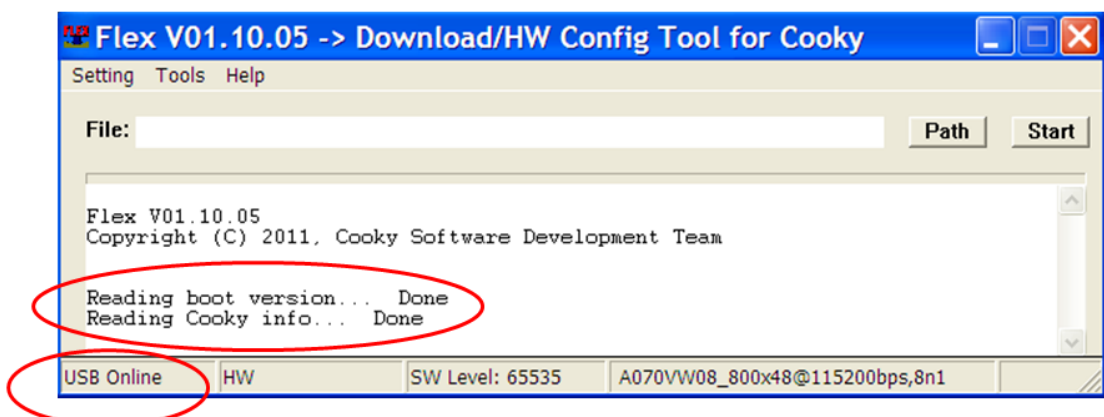 Flex V01.10.05 -> Download/HW Config Tool for Cooky
Setting Tools Help
File: Path Start
Flex V01.10.05
Copyright (C) 2011, Cooky Software Development Team
Reading boot version... Done
Reading Cooky info... Done
USB Online HW SW Level: 65535 A070VW08_800x48@115200bps,8n1